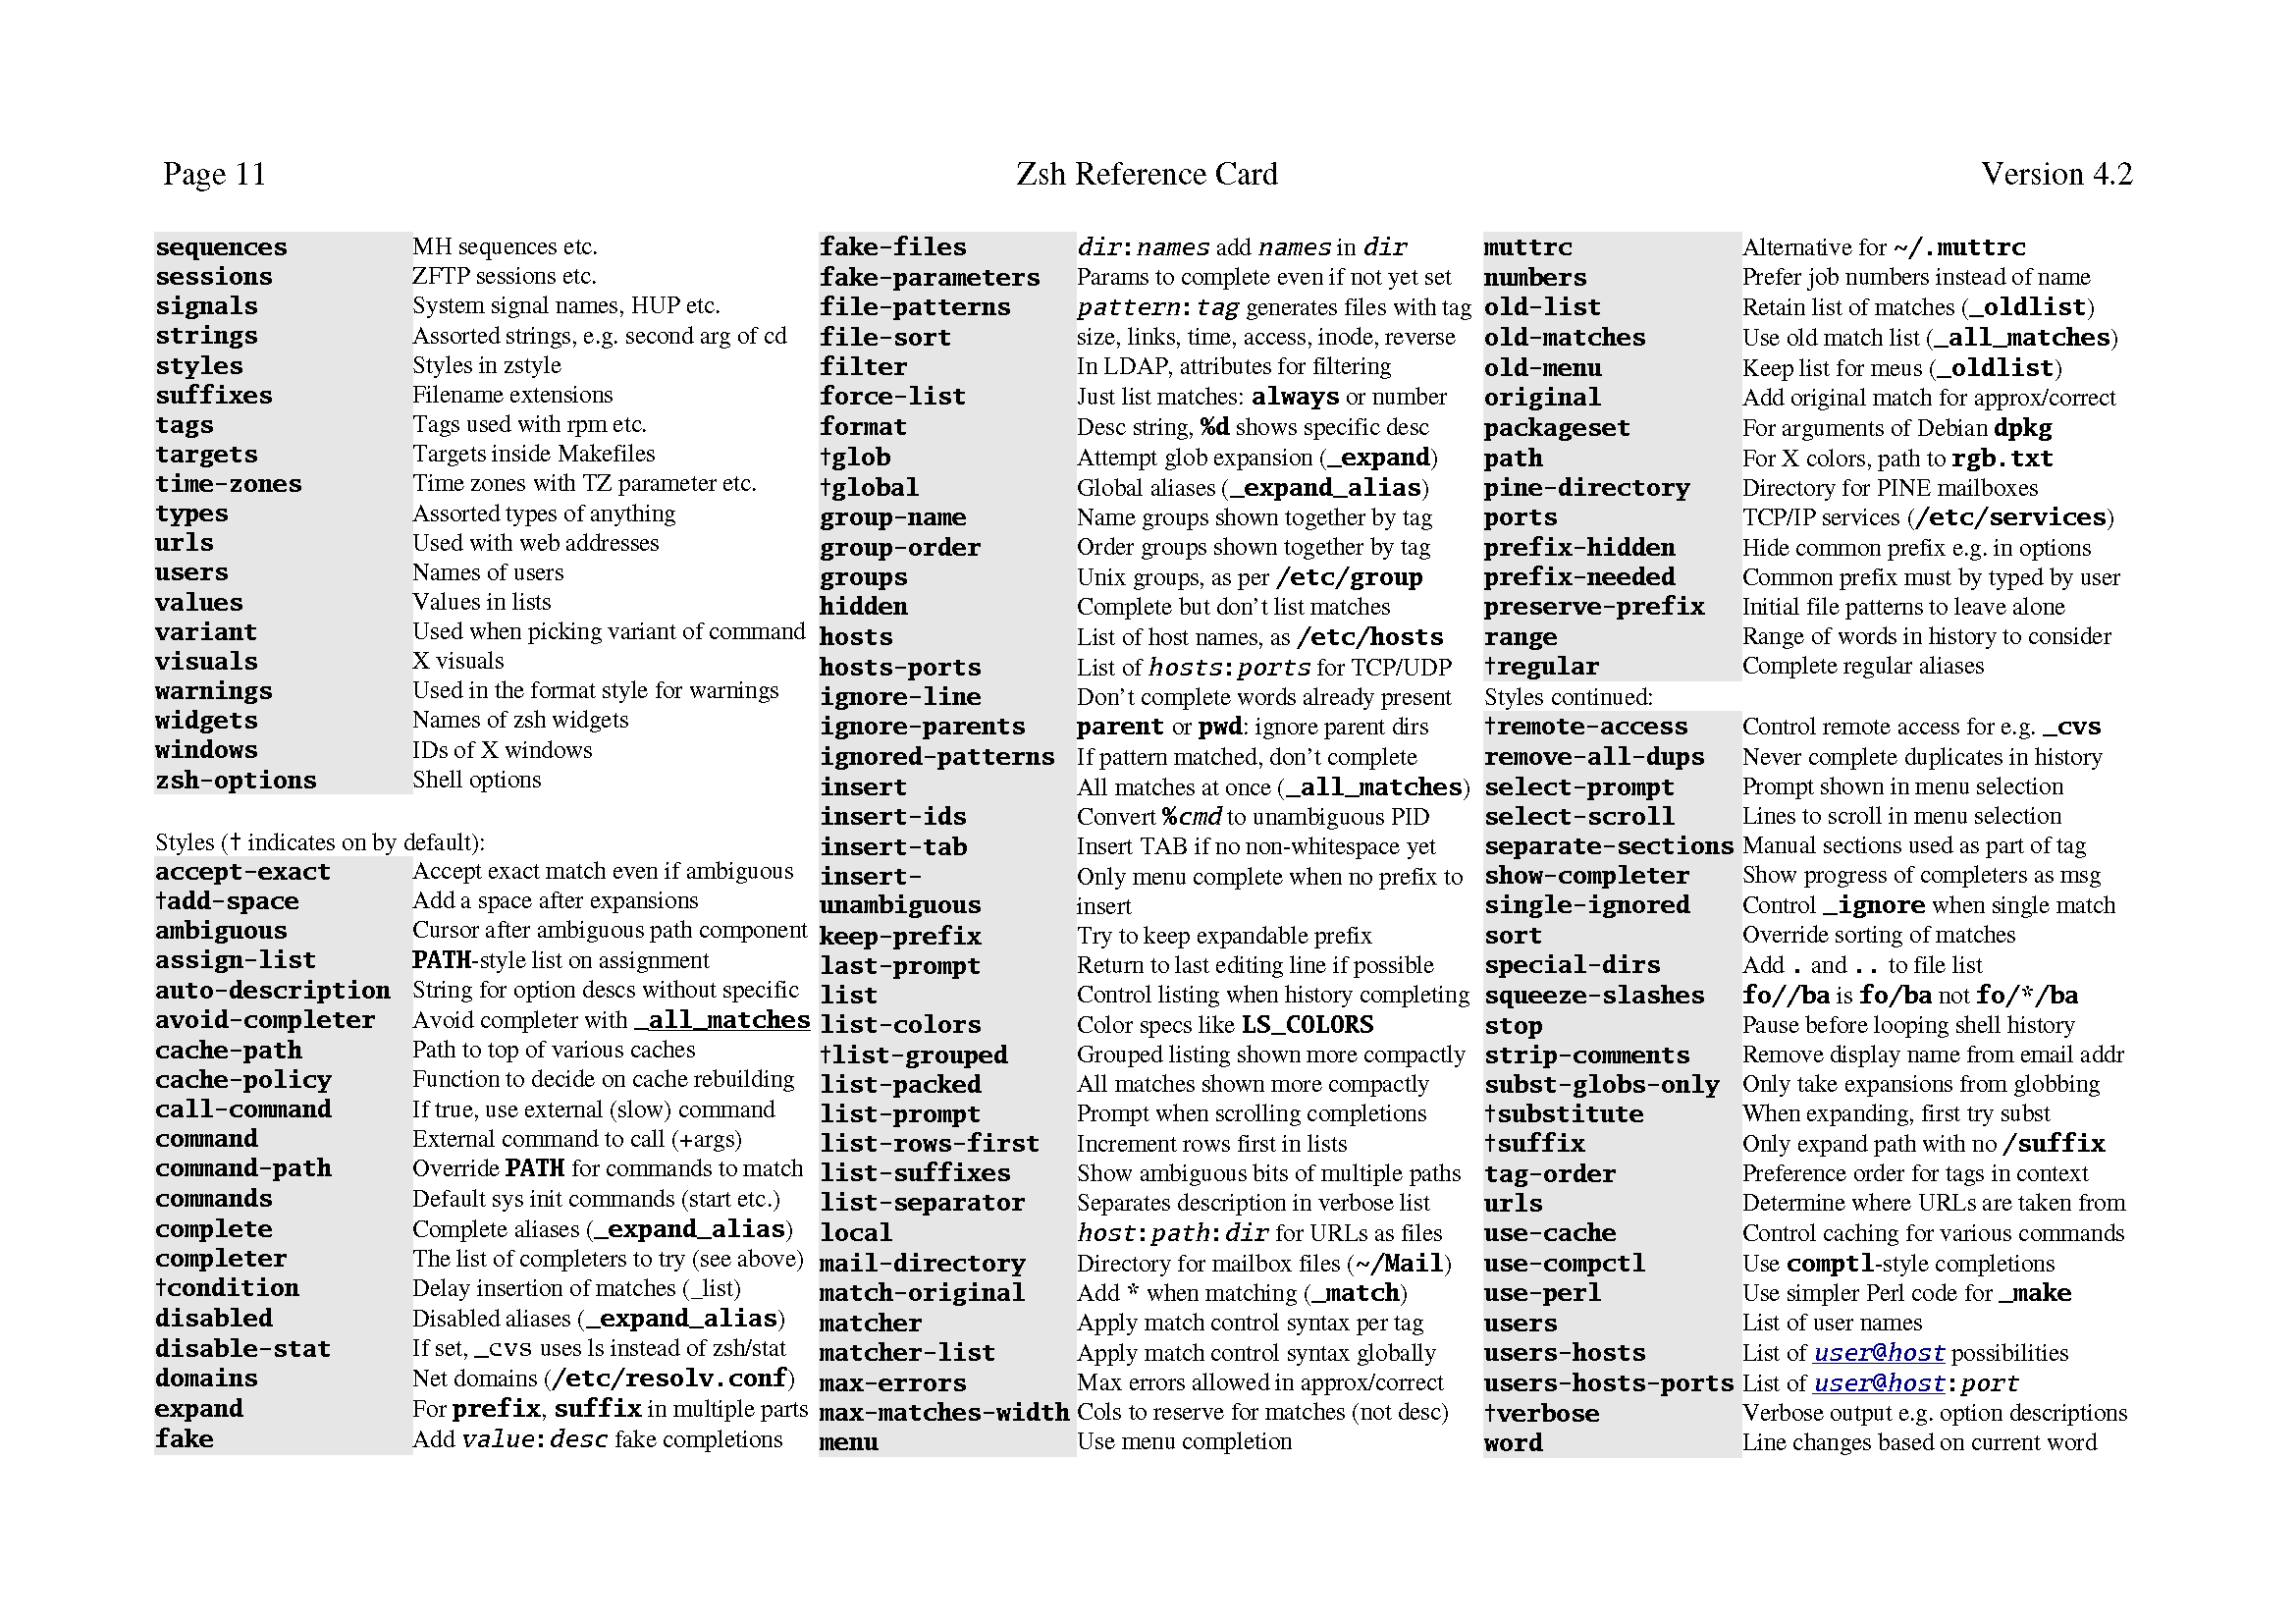 Page 11 Zsh Reference Card Version 4.2
sequences MH sequences etc.
sessions ZFTP sessions etc.
signals System signal names, HUP etc.
strings Assorted strings, e.g. second arg of cd
styles Styles in zstyle
suffixes Filename extensions
tags Tags used with rpm etc.
targets Targets inside Makefiles
time-zones Time zones with TZ parameter etc.
types Assorted types of anything
urls Used with web addresses
users Names of users
values Values in lists
variant Used when picking variant of command
visuals X visuals
warnings Used in the format style for warnings
widgets Names of zsh widgets
windows IDs of X windows
zsh-options Shell options
Styles († indicates on by default):
accept-exact Accept exact match even if ambiguous
†add-space Add a space after expansions
ambiguous Cursor after ambiguous path component
assign-list PATH-style list on assignment
auto-description String for option descs without specific
avoid-completer Avoid completer with _all_matches
cache-path Path to top of various caches
cache-policy Function to decide on cache rebuilding
call-command If true, use external (slow) command
command External command to call (+args)
command-path Override PATH for commands to match
commands Default sys init commands (start etc.)
complete Complete aliases (_expand_alias)
completer The list of completers to try (see above)
†condition Delay insertion of matches (_list)
disabled Disabled aliases (_expand_alias)
disable-stat If set, _cvs uses ls instead of zsh/stat
domains Net domains (/etc/resolv.conf)
expand For prefix, suffix in multiple parts
fake Add value:desc fake completions
fake-files dir:names add names in dir
fake-parameters Params to complete even if not yet set
file-patterns pattern:tag generates files with tag
file-sort size, links, time, access, inode, reverse
filter In LDAP, attributes for filtering
force-list Just list matches: always or number
format Desc string, %d shows specific desc
†glob Attempt glob expansion (_expand)
†global Global aliases (_expand_alias)
group-name Name groups shown together by tag
group-order Order groups shown together by tag
groups Unix groups, as per /etc/group
hidden Complete but don't list matches
hosts List of host names, as /etc/hosts
hosts-ports List of hosts:ports for TCP/UDP
ignore-line Don't complete words already present
ignore-parents parent or pwd: ignore parent dirs
ignored-patterns If pattern matched, don't complete
insert All matches at once (_all_matches)
insert-ids Convert %cmd to unambiguous PID
insert-tab Insert TAB if no non-whitespace yet
insert- Only menu complete when no prefix to
unambiguous insert
keep-prefix Try to keep expandable prefix
last-prompt Return to last editing line if possible
list Control listing when history completing
list-colors Color specs like LS_COLORS
†list-grouped Grouped listing shown more compactly
list-packed All matches shown more compactly
list-prompt Prompt when scrolling completions
list-rows-first Increment rows first in lists
list-suffixes Show ambiguous bits of multiple paths
list-separator Separates description in verbose list
local host:path:dir for URLs as files
mail-directory Directory for mailbox files (~/Mail)
match-original Add * when matching (_match)
matcher Apply match control syntax per tag
matcher-list Apply match control syntax globally
max-errors Max errors allowed in approx/correct
max-matches-width Cols to reserve for matches (not desc)
menu Use menu completion
muttrc Alternative for ~/.muttrc
numbers Prefer job numbers instead of name
old-list Retain list of matches (_oldlist)
old-matches Use old match list (_all_matches)
old-menu Keep list for meus (_oldlist)
original Add original match for approx/correct
packageset For arguments of Debian dpkg
path For X colors, path to rgb.txt
pine-directory Directory for PINE mailboxes
ports TCP/IP services (/etc/services)
prefix-hidden Hide common prefix e.g. in options
prefix-needed Common prefix must by typed by user
preserve-prefix Initial file patterns to leave alone
range Range of words in history to consider
†regular Complete regular aliases
Styles continued:
†remote-access Control remote access for e.g. _cvs
remove-all-dups Never complete duplicates in history
select-prompt Prompt shown in menu selection
select-scroll Lines to scroll in menu selection
separate-sections Manual sections used as part of tag
show-completer Show progress of completers as msg
single-ignored Control _ignore when single match
sort Override sorting of matches
special-dirs Add . and .. to file list
squeeze-slashes fo//ba is fo/ba not fo/*/ba
stop Pause before looping shell history
strip-comments Remove display name from email addr
subst-globs-only Only take expansions from globbing
†substitute When expanding, first try subst
†suffix Only expand path with no /suffix
tag-order Preference order for tags in context
urls Determine where URLs are taken from
use-cache Control caching for various commands
use-compctl Use comptl-style completions
use-perl Use simpler Perl code for _make
users List of user names
users-hosts List of user@host possibilities
users-hosts-ports List of user@host:port
†verbose Verbose output e.g. option descriptions
word Line changes based on current word